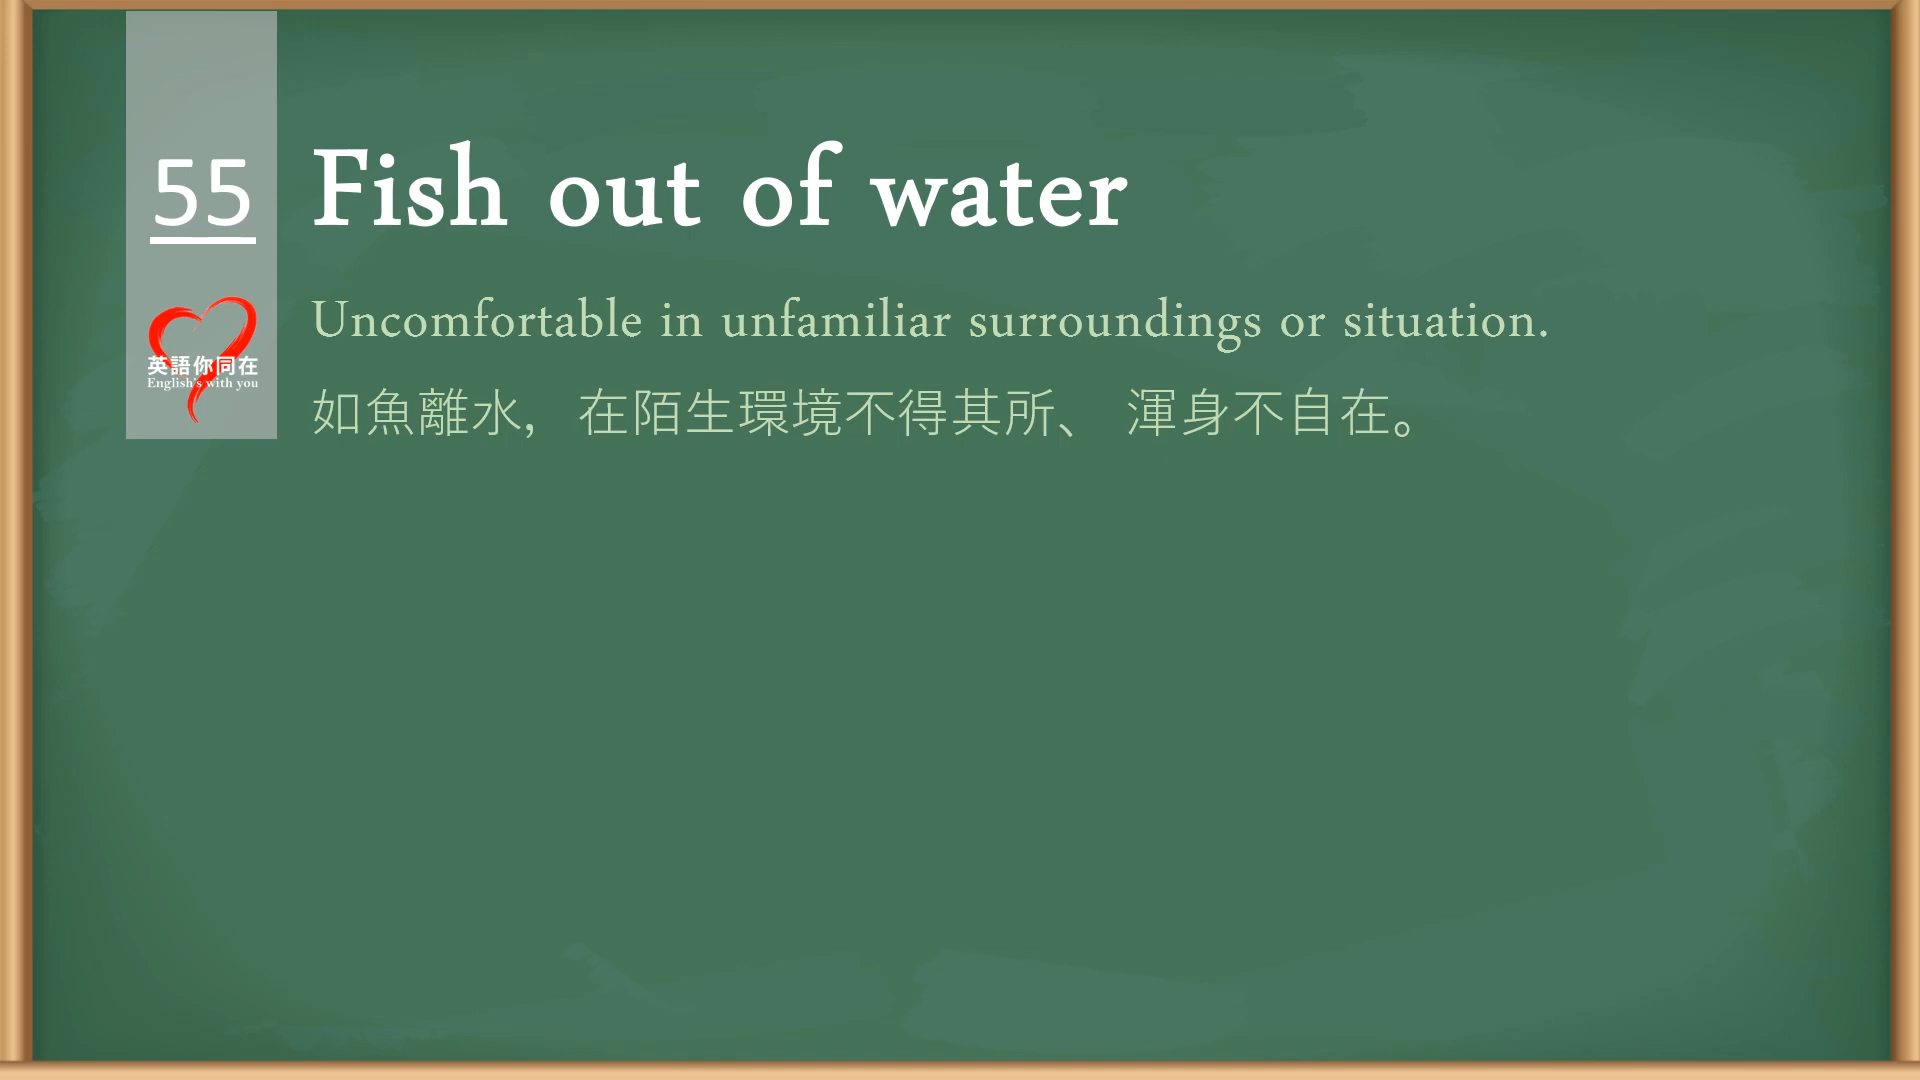 55
Fish out of water
Uncomfortable in unfamiliar surroundings or situation.
如魚離水, 在陌生環境不得其所、 渾身不自在。
英語你同在
English's with you